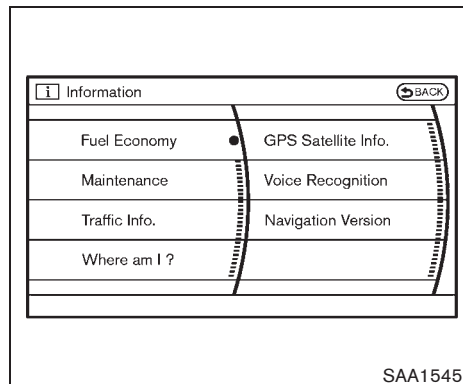 i Information
BACK
Fuel Economy
GPS Satellite Info.
Maintenance
Voice Recognition
Traffic Info.
Navigation Version
Where am I ?
SAA1545